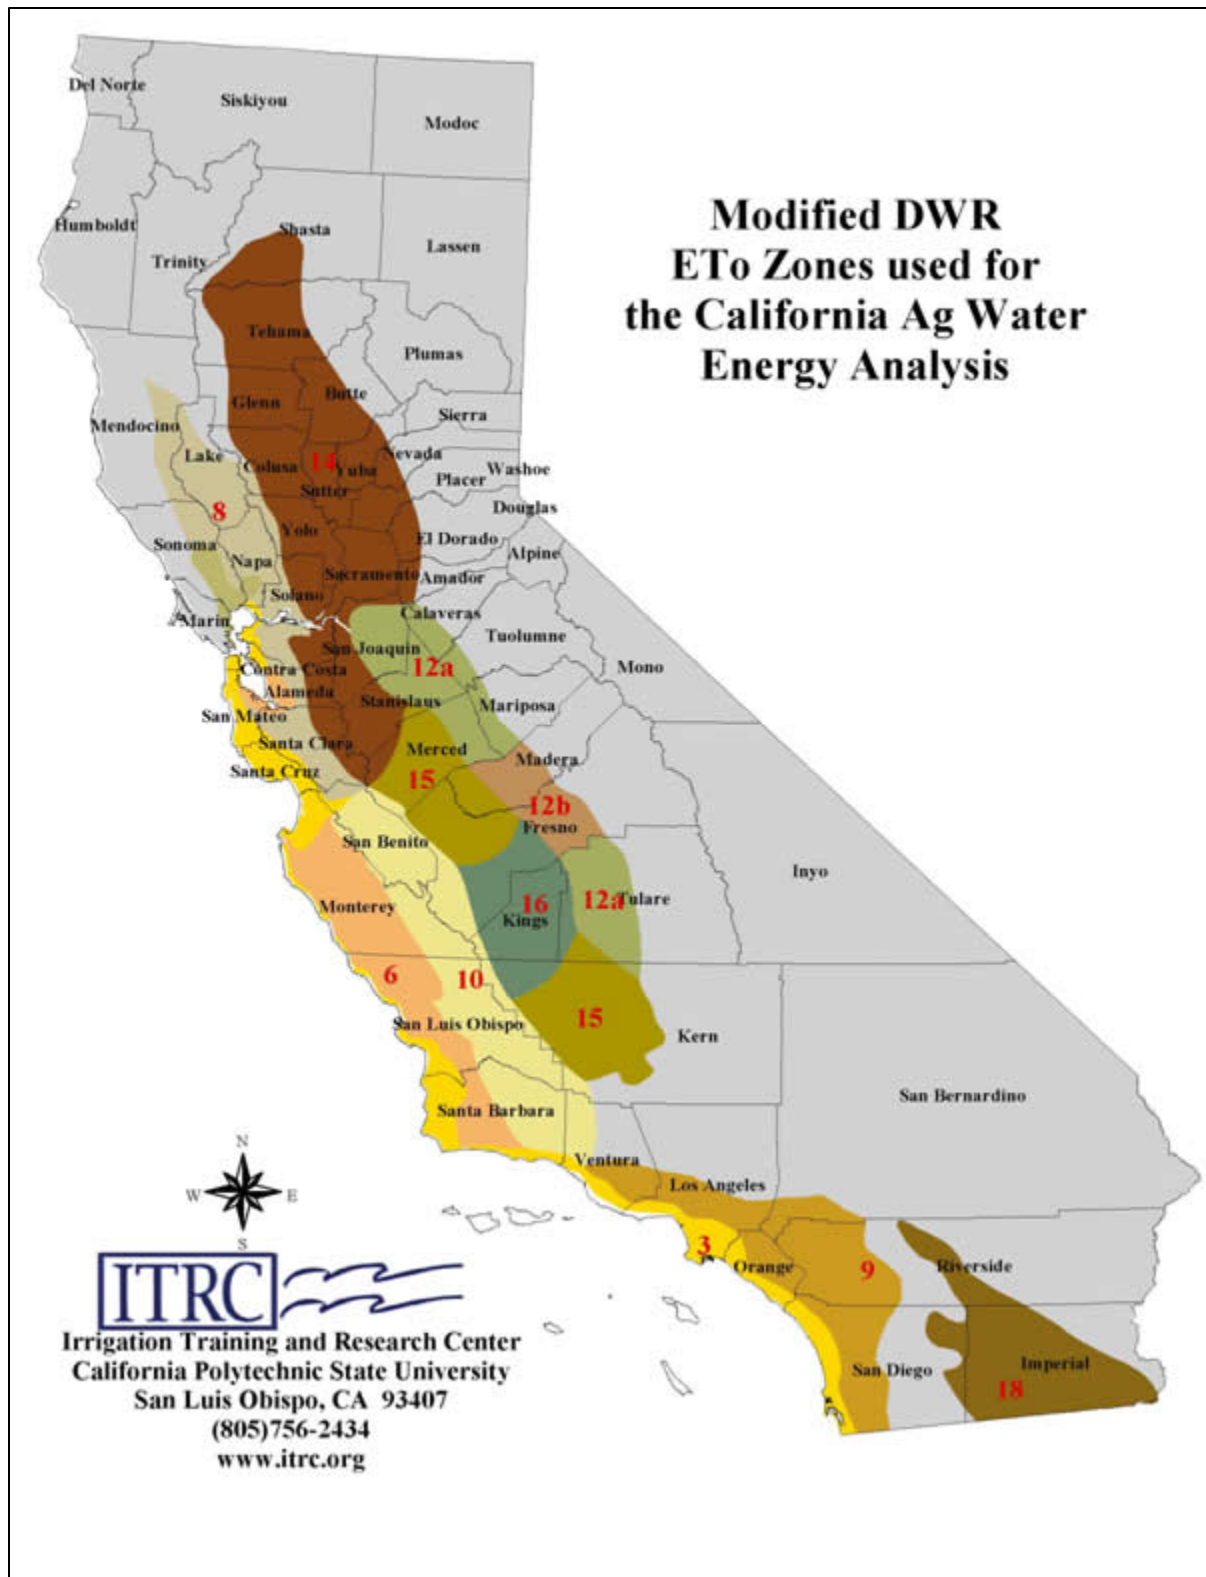 Del Norte
Siskiyou
Modoc
Modified DWR
ETo Zones used for
the California Ag Water
Energy Analysis
Humboldt
Shasta
Trinity
Lassen
Tehama
Plumas
Glenn
Butte
Mendocino
Sierra
Lake
Colusa
14
Yuba
Nevada
Washoe
Placer
Sutter
8
Douglas
Yolo
Sonoma
El Dorado
Napa
Alpine
Sacramento
Amador
Solano
Marin
Calaveras
Tuolumne
San Joaquin
12a
Mono
Contra Costa
Alameda
Stanislaus
Mariposa
San Mateo
Santa Clara
Merced
Madera
Santa Cruz
15
12b
Fresno
San Benito
Inyo
Monterey
16
12a
Tulare
Kings
6
10
15
San Luis Obispo
Kern
San Bernardino
Santa Barbara
N
Ventura
W
E
Los Angeles
S
3
Orange
9
Riverside
ITRC
Irrigation Training and Research Center
California Polytechnic State University
San Luis Obispo, CA 93407
(805)756-2434
www.itrc.org
San Diego
Imperial
18